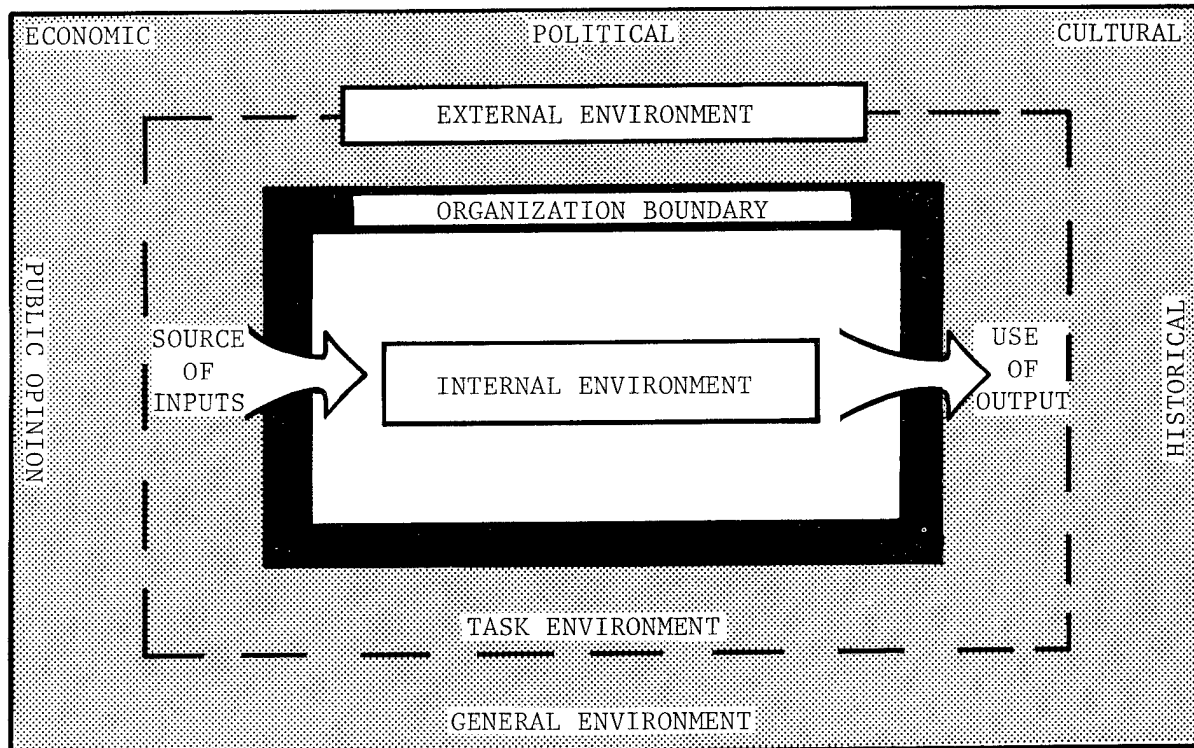 ECONOMIC
POLITICAL
CULTURAL
EXTERNAL ENVIRONMENT
ORGANIZATION BOUNDARY
PUBLIC OPINION
SOURCE
OF
INPUTS
INTERNAL ENVIRONMENT
USE
OF
OUTPUT
HISTORICAL
TASK ENVIRONMENT
GENERAL ENVIRONMENT